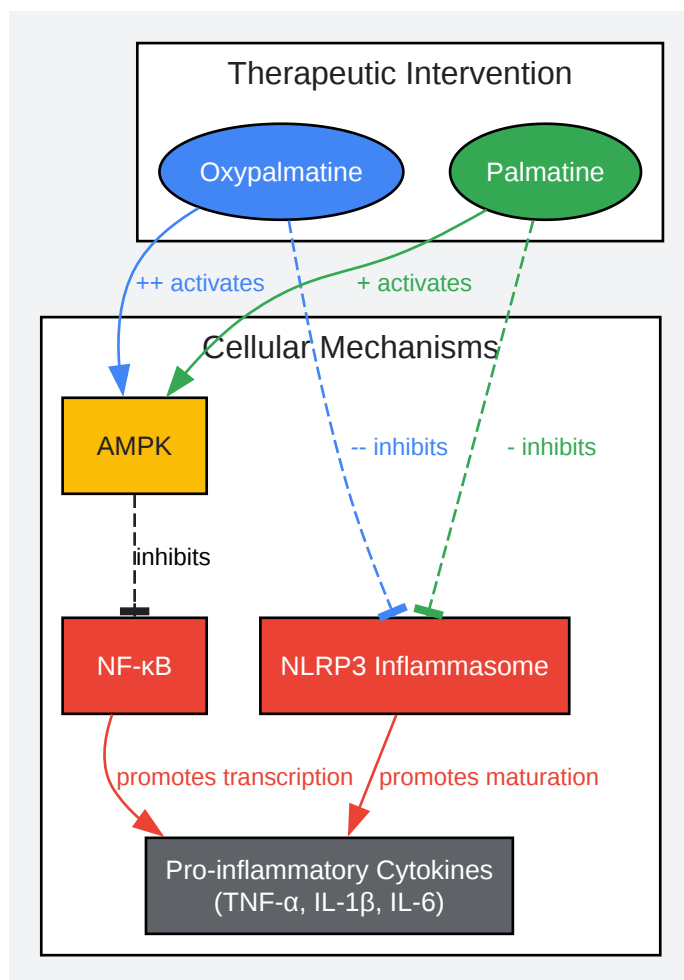 Therapeutic Intervention
Oxypalmatine
Palmatine
++ activates
+ activates
Cellular Mechanisms
AMPK
-- inhibits
- inhibits
inhibits
NF-κB
NLRP3 Inflammasome
promotes transcription
promotes maturation
Pro-inflammatory Cytokines
(TNF-α, IL-1β, IL-6)